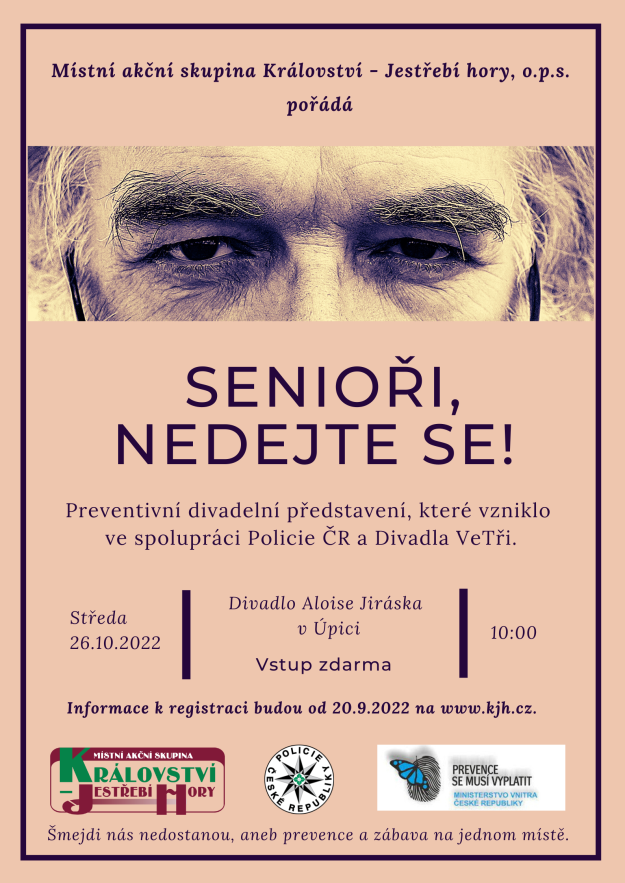 Místní akční skupina Království - Jestřebí hory, o.p.s.
pořádá
SENIOŘI,
NEDEJTE SE!
Preventivní divadelní představení, které vzniklo
ve spolupráci Policie ČR a Divadla VeTři.
Středa
26.10.2022
Divadlo Aloise Jiráska
v Úpici
Vstup zdarma
10:00
Informace k registraci budou od 20.9.2022 na www.kjh.cz.
MÍSTNÍ AKČNÍ SKUPINA
KRÁLOVSTVÍ
– JESTŘEBÍ HORY
POLICIE
ČESKÉ REPUBLIKY
PREVENCE
SE MUSÍ VYPLATIT
MINISTERSTVO VNITRA
ČESKÉ REPUBLIKY
Šmejdi nás nedostanou, aneb prevence a zábava na jednom místě.